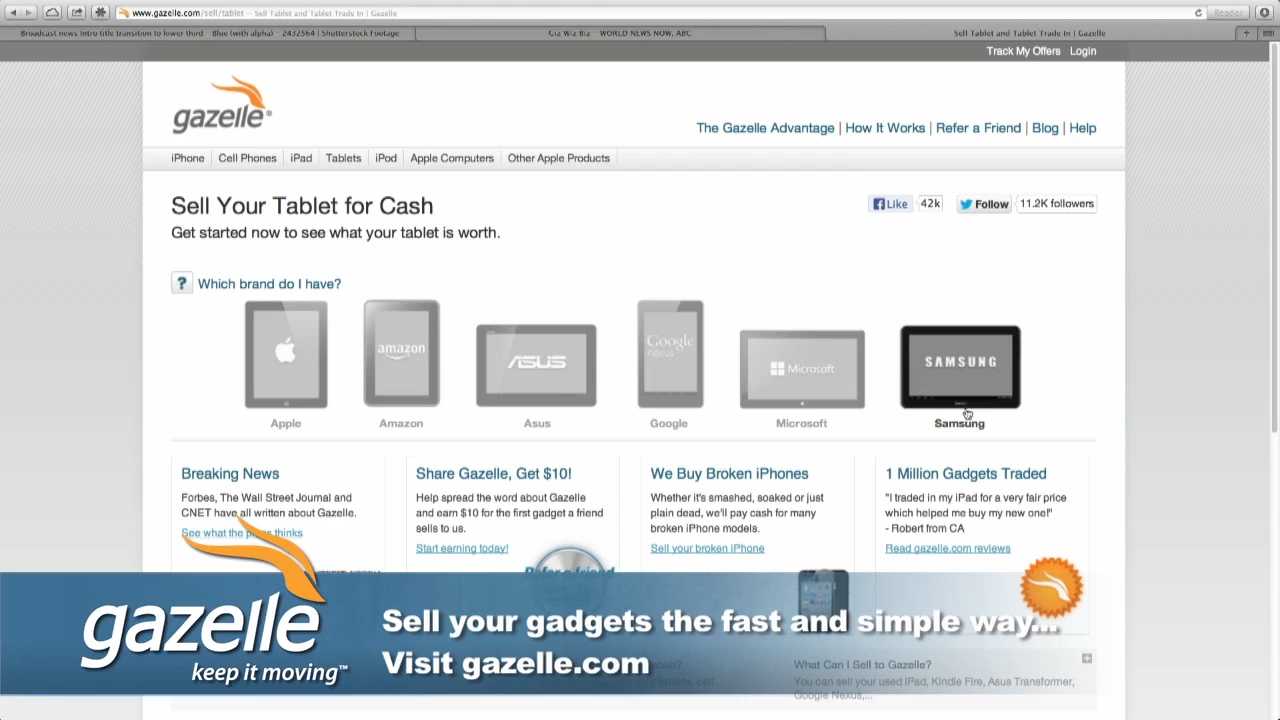 www.gazelle.com/sell/tablet — Sell Tablet and Tablet Trade In | Gazelle
Reader
Broadcast news intro title transition to lower third - Blue (with alpha) - 2432564 | Shutterstock Footage
Giz Wiz Biz - WORLD NEWS NOW, ABC
Sell Tablet and Tablet Trade In | Gazelle
Track My Offers Login
gazelle®
The Gazelle Advantage | How It Works | Refer a Friend | Blog | Help
iPhone Cell Phones iPad Tablets iPod Apple Computers Other Apple Products
Sell Your Tablet for Cash
Like 42k Follow 11.2K followers
Get started now to see what your tablet is worth.
? Which brand do I have?
amazon
ASUS
Google
nexus
Microsoft
SAMSUNG
Apple Amazon Asus Google Microsoft Samsung
Breaking News
Forbes, The Wall Street Journal and
CNET have all written about Gazelle.
See what the press thinks
Share Gazelle, Get $10!
Help spread the word about Gazelle
and earn $10 for the first gadget a friend
sells to us.
Start earning today!
Refer a friend
We Buy Broken iPhones
Whether it's smashed, soaked or just
plain dead, we'll pay cash for many
broken iPhone models.
Sell your broken iPhone
1 Million Gadgets Traded
"I traded in my iPad for a very fair price
which helped me buy my new one!"
- Robert from CA
Read gazelle.com reviews
gazelle
keep it moving™
Sell your gadgets the fast and simple way...
Visit gazelle.com
What Can I Sell to Gazelle?
You can sell your used iPad, Kindle Fire, Asus Transformer,
Google Nexus,...